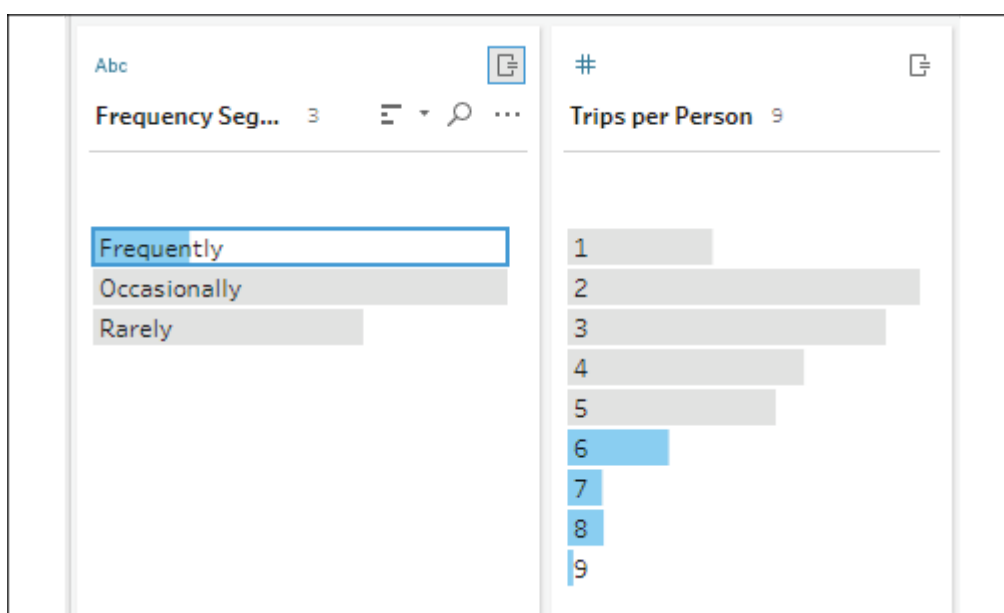 Abc
Frequency Seg... 3
Frequently
Occasionally
Rarely
#
Trips per Person 9
1
2
3
4
5
6
7
8
9